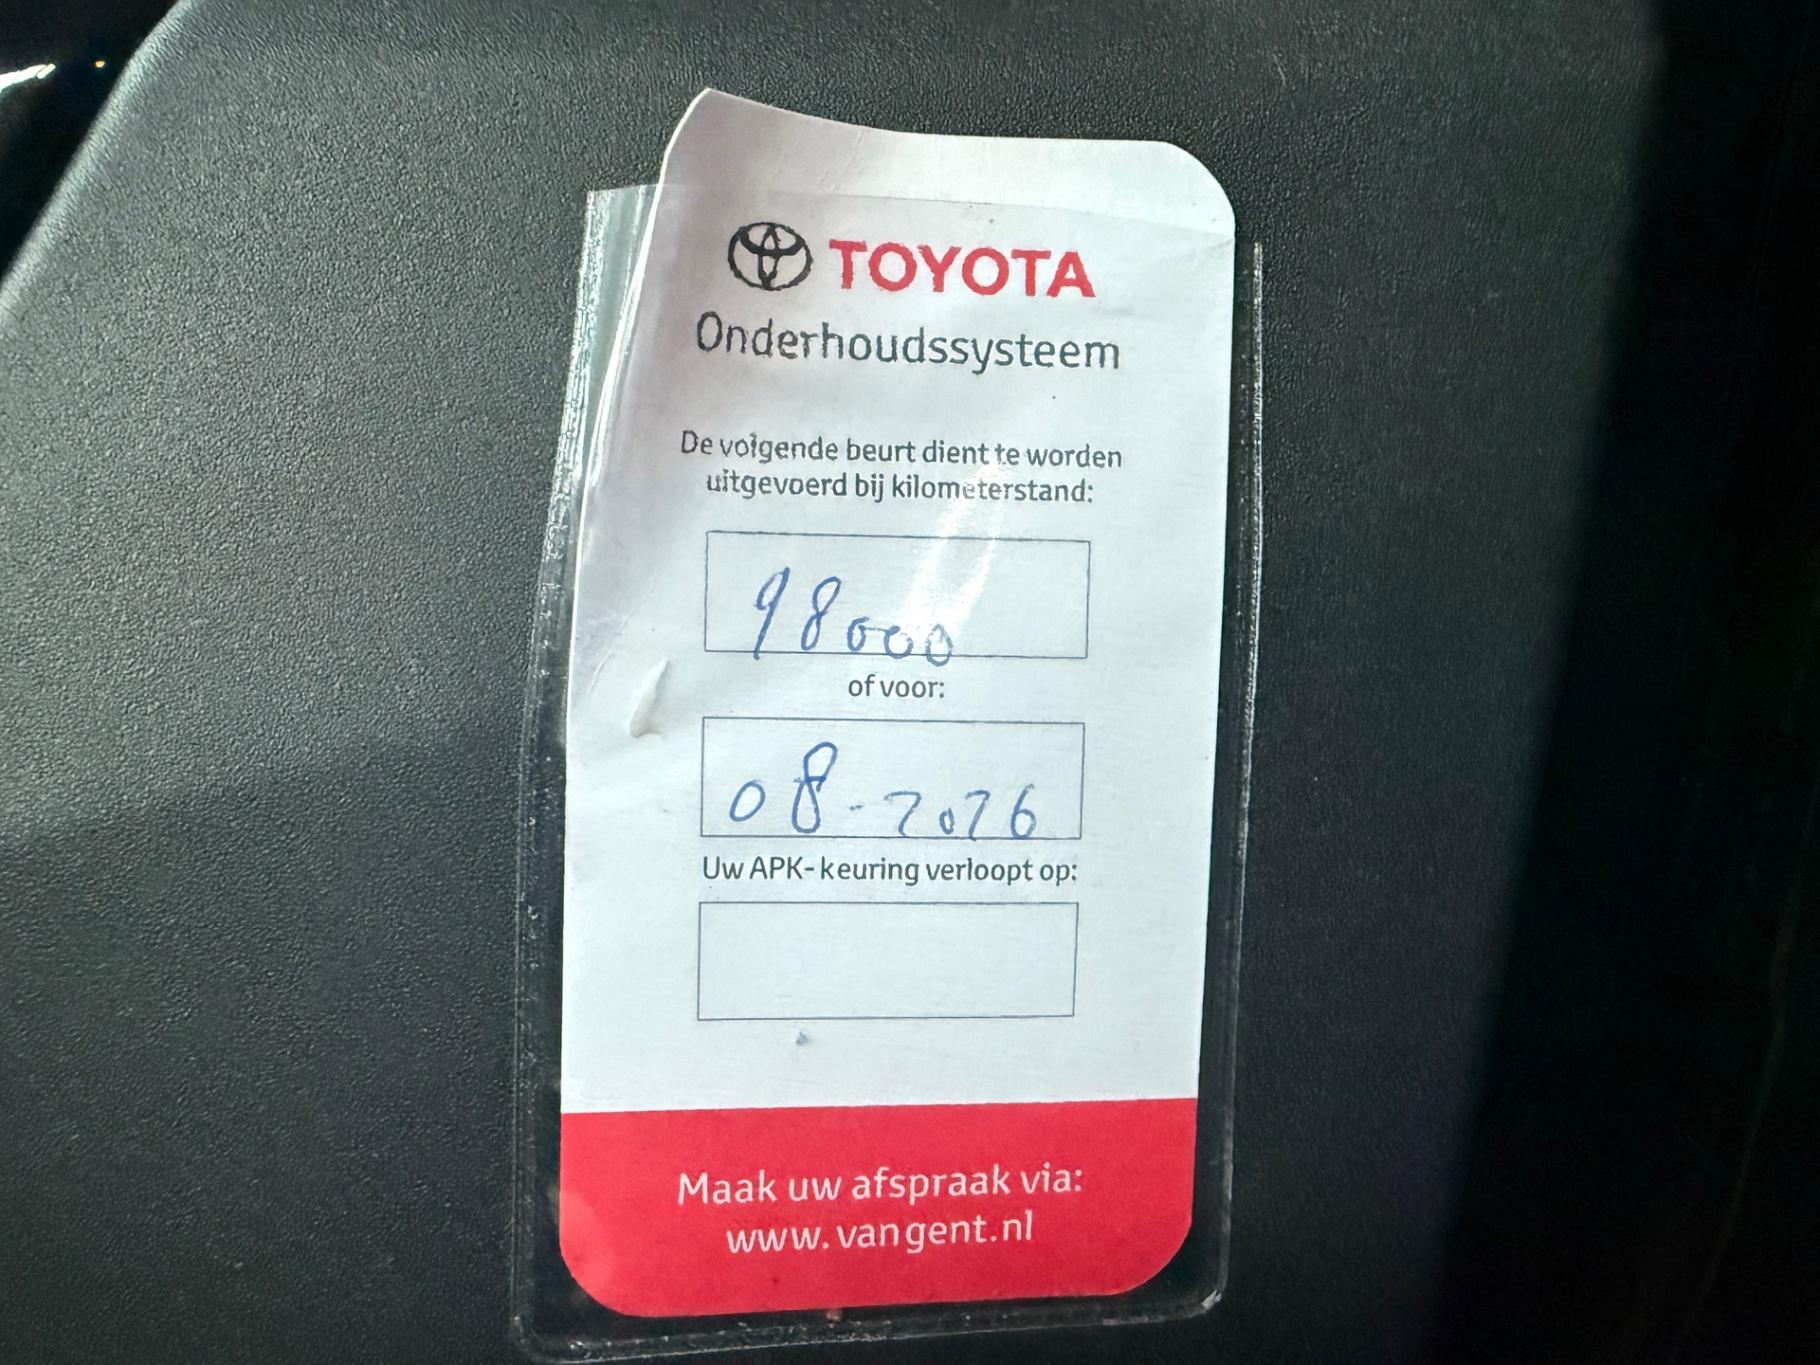 TOYOTA
Onderhoudssysteem
De volgende beurt dient te worden
uitgevoerd bij kilometerstand:
98000
of voor:
08-2026
Uw APK-keuring verloopt op:
Maak uw afspraak via:
www.vangent.nl